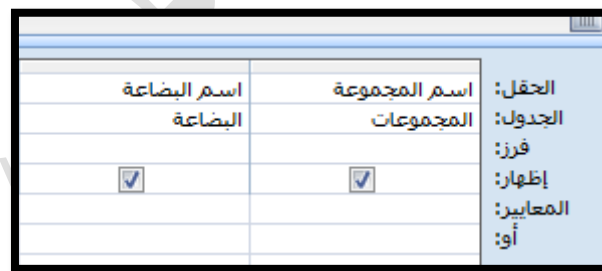 الحقل: اسم المجموعة اسم البضاعة
الجدول: المجموعات البضاعة
فرز:
إظهار:
المعايير:
أو: